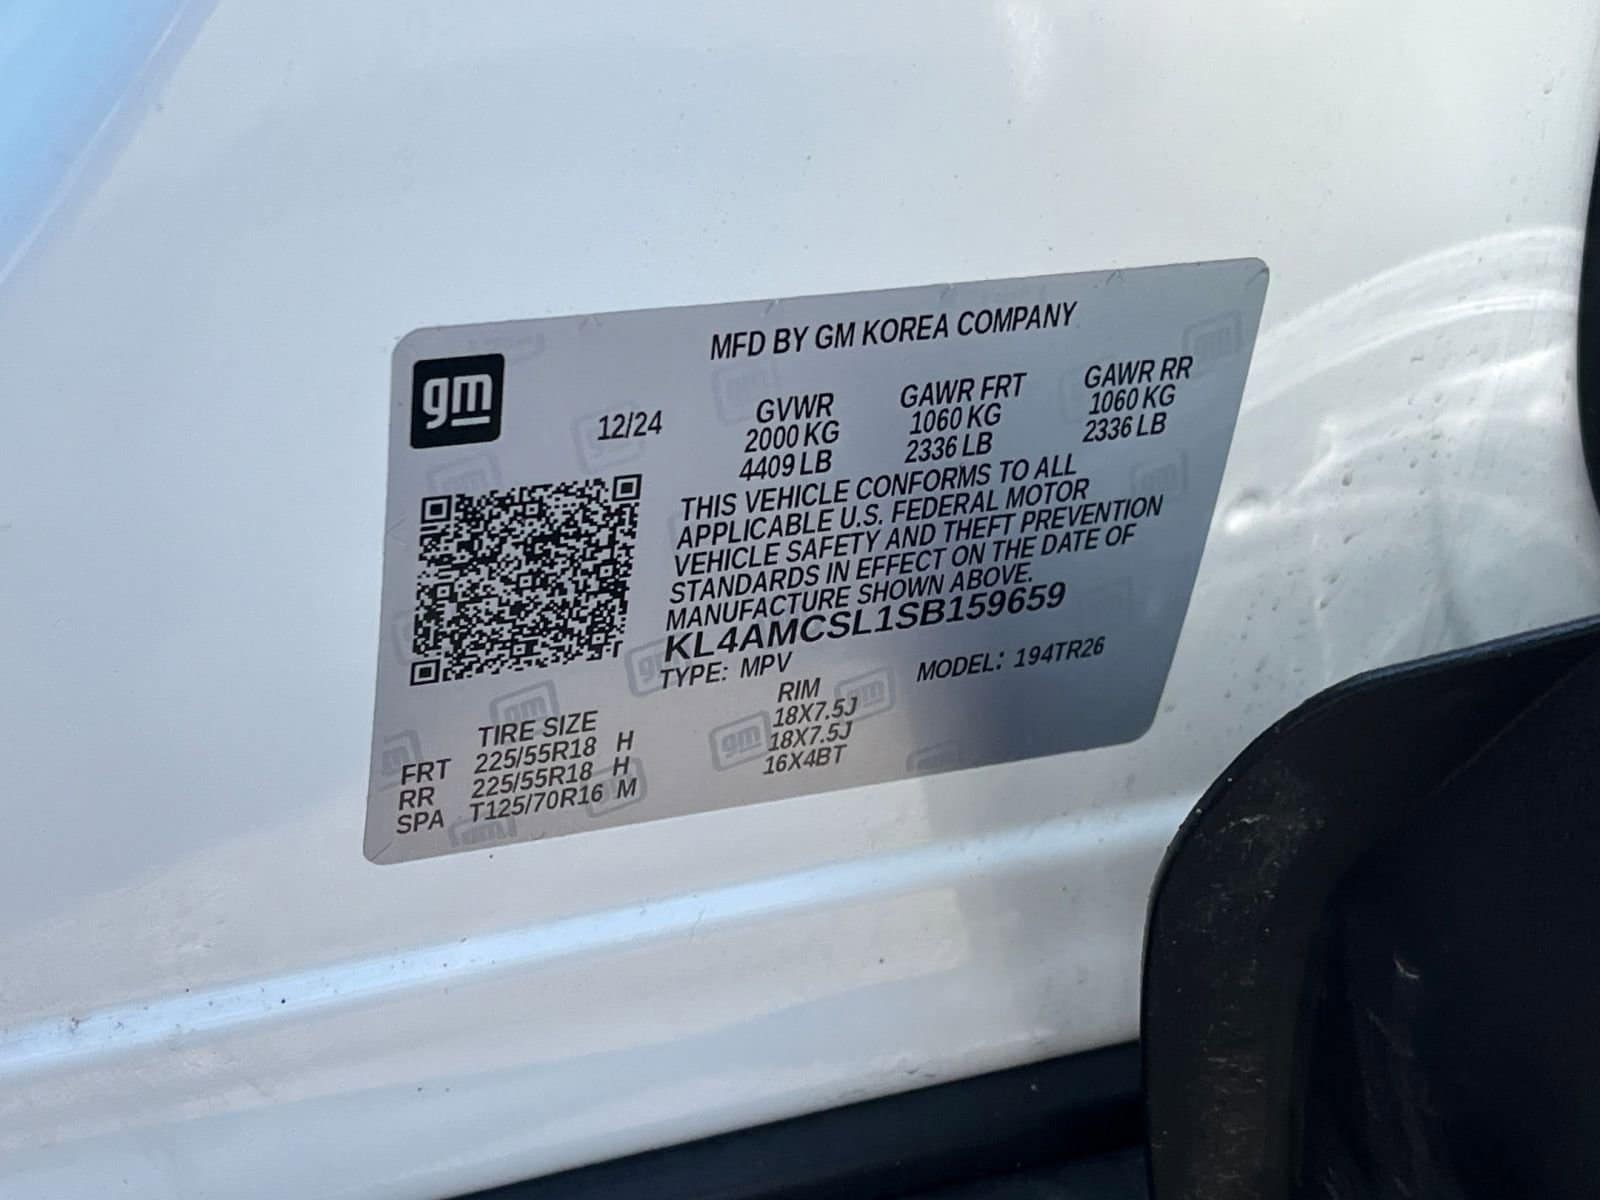 MFD BY GM KOREA COMPANY
gm
12/24
GVWR GAWR FRT GAWR RR
2000 KG 1060 KG 1060 KG
4409 LB 2336 LB 2336 LB
THIS VEHICLE CONFORMS TO ALL
APPLICABLE U.S. FEDERAL MOTOR
VEHICLE SAFETY AND THEFT PREVENTION
STANDARDS IN EFFECT ON THE DATE OF
MANUFACTURE SHOWN ABOVE.
KL4AMCSL1SB159659
TYPE: MPV MODEL: 194TR26
TIRE SIZE RIM
FRT 225/55R18 H 18X7.5J
RR 225/55R18 H 18X7.5J
SPA T125/70R16 M 16X4BT